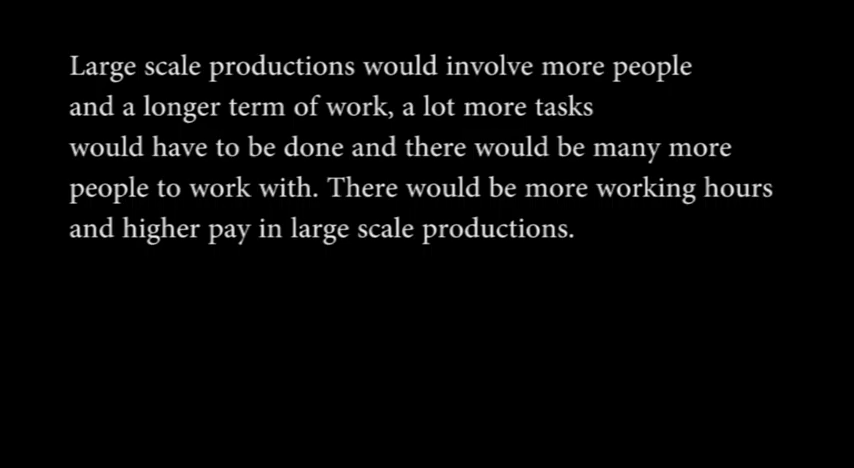 Large scale productions would involve more people
and a longer term of work, a lot more tasks
would have to be done and there would be many more
people to work with. There would be more working hours
and higher pay in large scale productions.